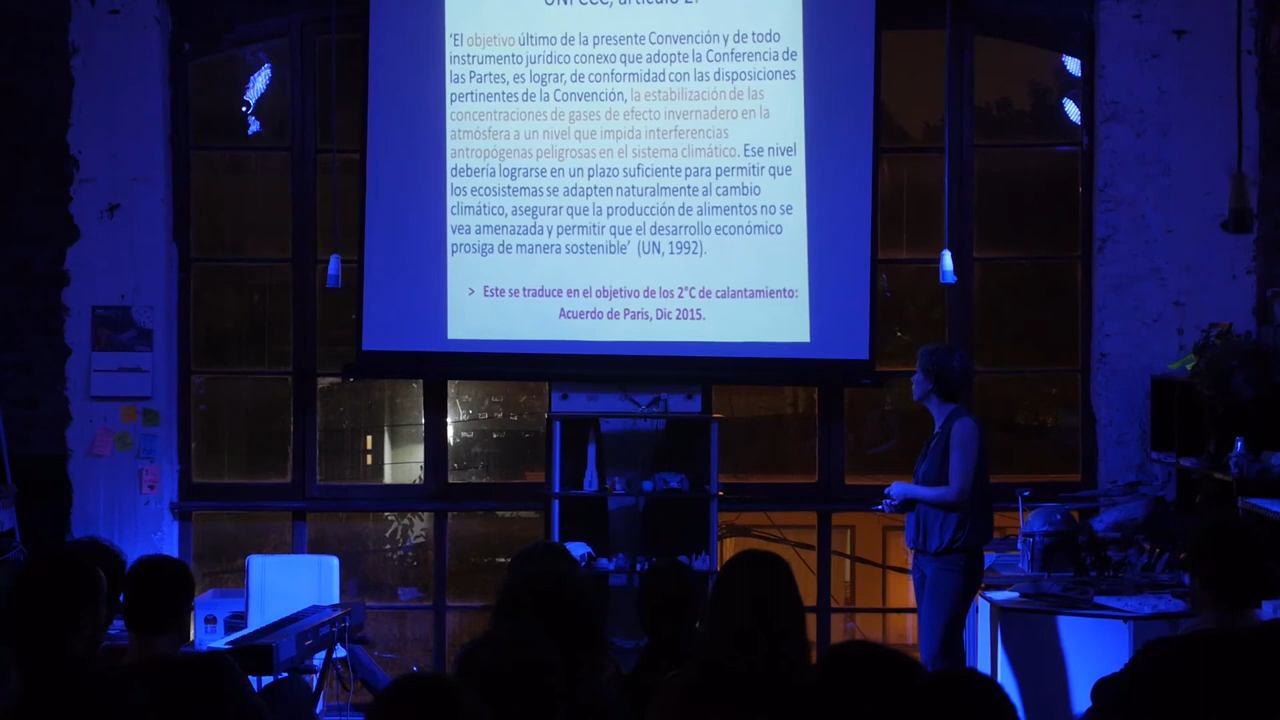 UNFCCC, artículo 2:
‘El objetivo último de la presente Convención y de todo
instrumento jurídico conexo que adopte la Conferencia de
las Partes, es lograr, de conformidad con las disposiciones
pertinentes de la Convención, la estabilización de las
concentraciones de gases de efecto invernadero en la
atmósfera a un nivel que impida interferencias
antropógenas peligrosas en el sistema climático. Ese nivel
debería lograrse en un plazo suficiente para permitir que
los ecosistemas se adapten naturalmente al cambio
climático, asegurar que la producción de alimentos no se
vea amenazada y permitir que el desarrollo económico
prosiga de manera sostenible’ (UN, 1992).
> Este se traduce en el objetivo de los 2°C de calantamiento:
Acuerdo de Paris, Dic 2015.